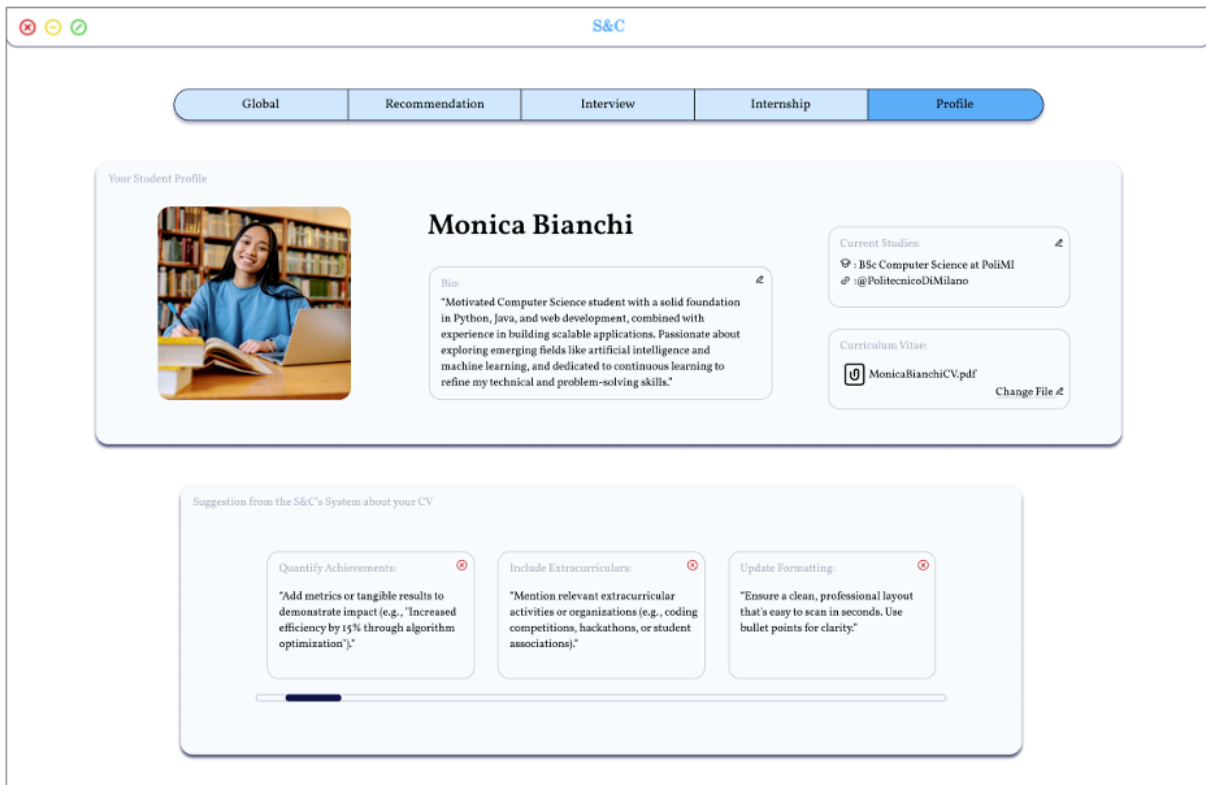 S&C
Global
Recommendation
Interview
Internship
Profile
Your Student Profile
Monica Bianchi
Bio:
"Motivated Computer Science student with a solid foundation
in Python, Java, and web development, combined with
experience in building scalable applications. Passionate about
exploring emerging fields like artificial intelligence and
machine learning, and dedicated to continuous learning to
refine my technical and problem-solving skills."
Current Studies:
: BSc Computer Science at PoliMI
:@PolitecnicoDiMilano
Curriculum Vitae:
MonicaBianchiCV.pdf
Change File
Suggestion from the S&C's System about your CV
Quantify Achievements:
"Add metrics or tangible results to
demonstrate impact (e.g., "Increased
efficiency by 15% through algorithm
optimization")."
Include Extracurriculars:
"Mention relevant extracurricular
activities or organizations (e.g., coding
competitions, hackathons, or student
associations)."
Update Formatting:
"Ensure a clean, professional layout
that's easy to scan in seconds. Use
bullet points for clarity."